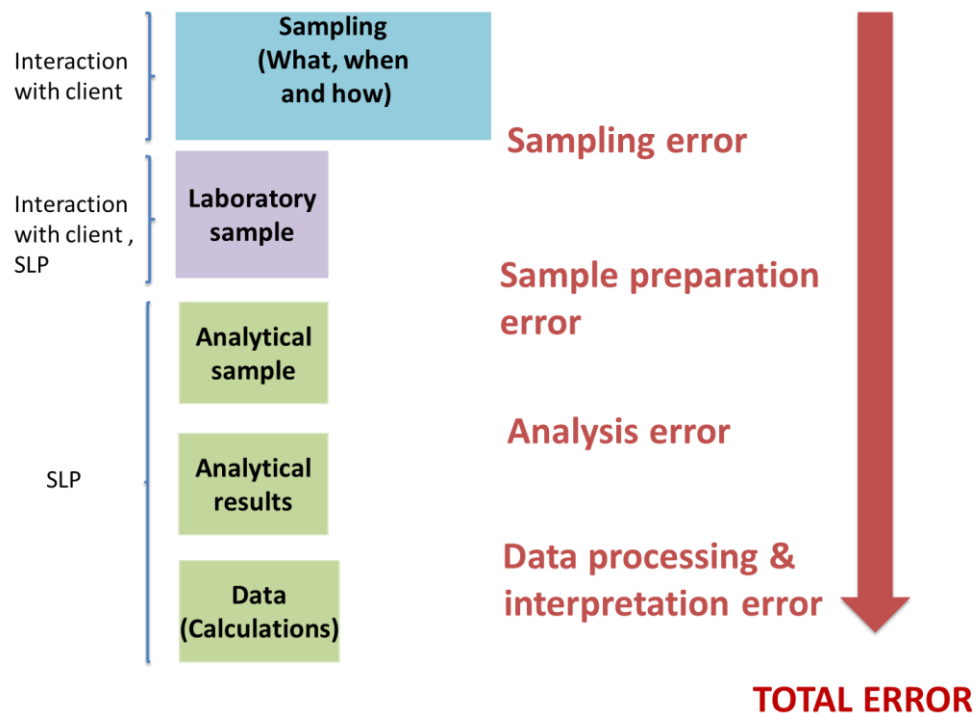 Interaction
with client
Sampling
(What, when
and how)
Sampling error
Interaction
with client ,
SLP
Laboratory
sample
Sample preparation
error
Analytical
sample
Analysis error
SLP
Analytical
results
Data processing &
interpretation error
Data
(Calculations)
TOTAL ERROR